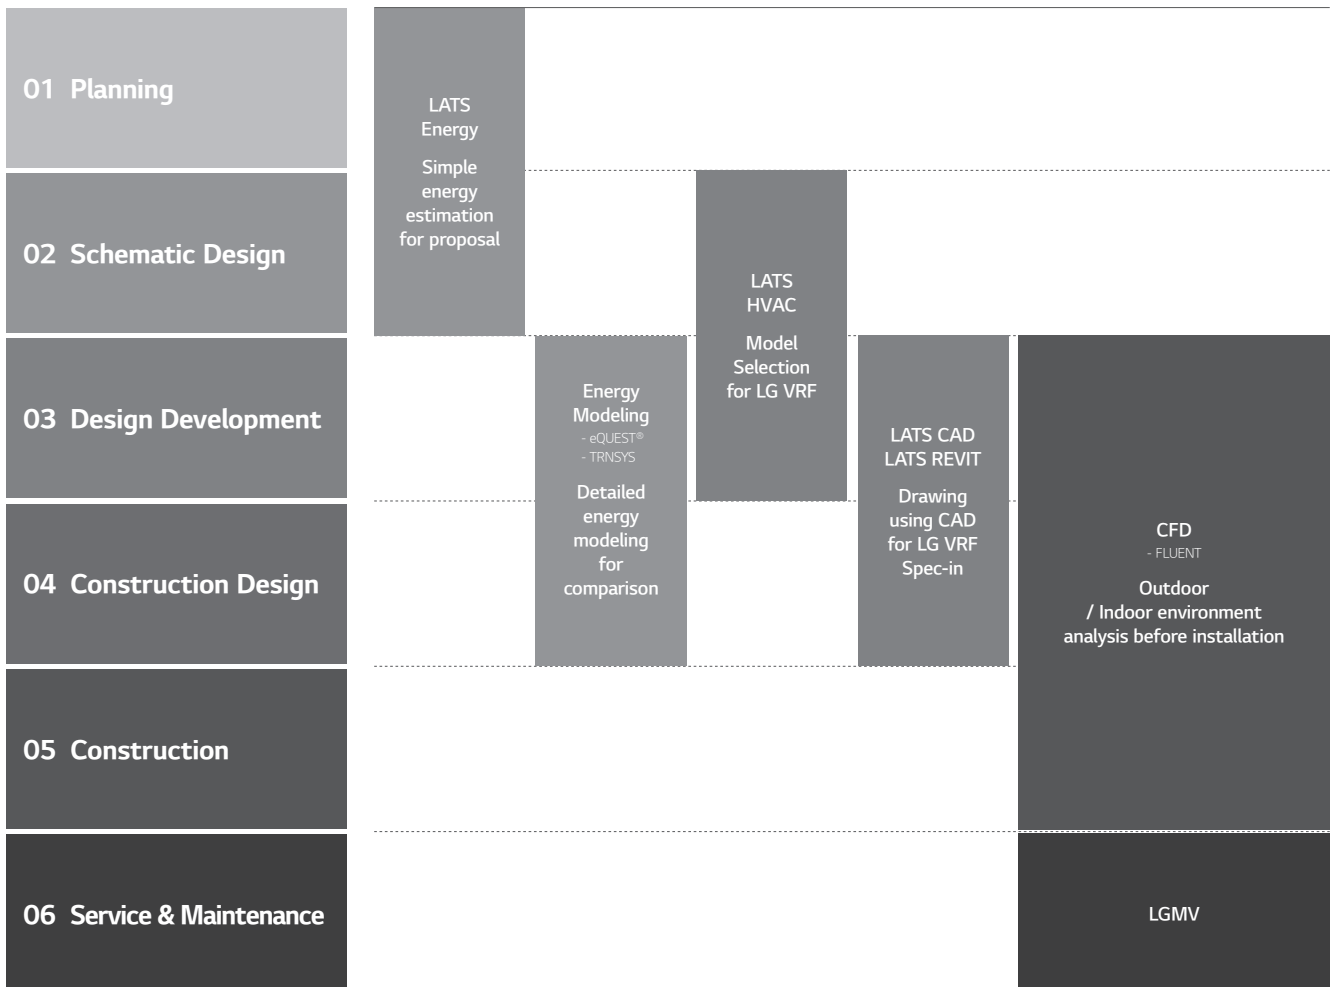 01 Planning
02 Schematic Design
03 Design Development
04 Construction Design
05 Construction
06 Service & Maintenance
LATS
Energy
Simple
energy
estimation
for proposal
Energy
Modeling
- eQUEST®
- TRNSYS
Detailed
energy
modeling
for
comparison
LATS
HVAC
Model
Selection
for LG VRF
LATS CAD
LATS REVIT
Drawing
using CAD
for LG VRF
Spec-in
CFD
- FLUENT
Outdoor
/ Indoor environment
analysis before installation
LGMV